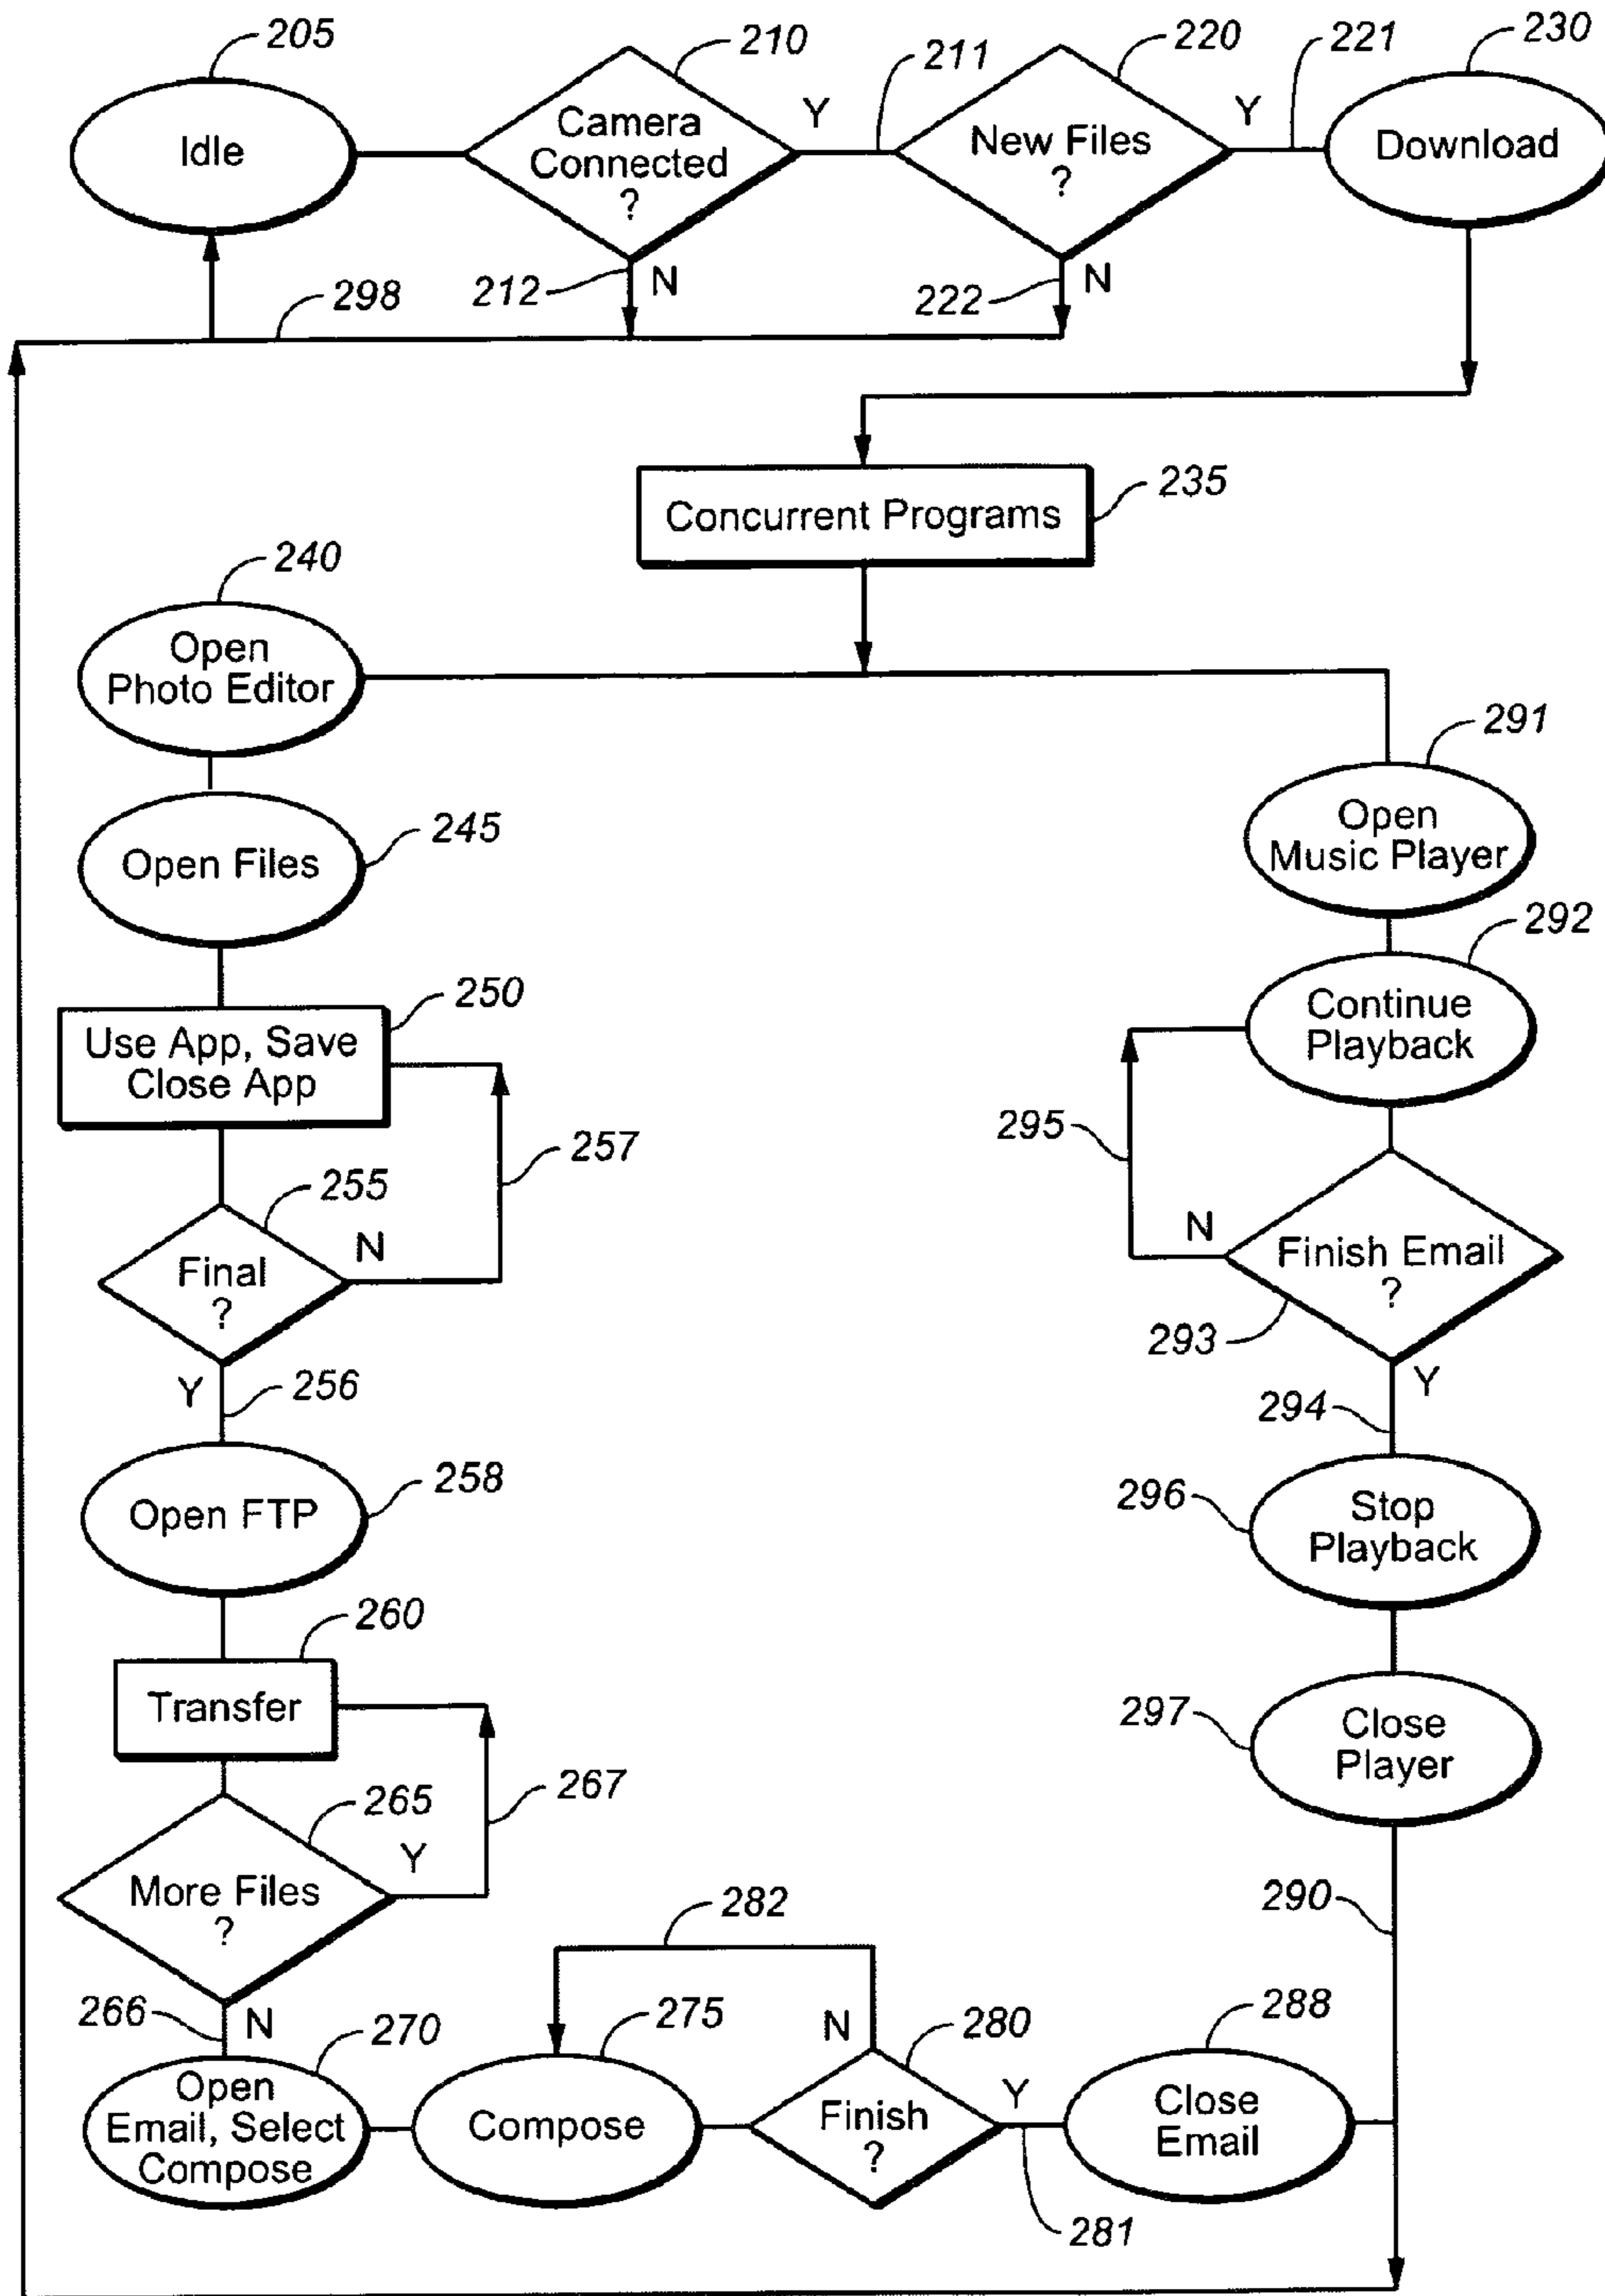 205
210
211
220
221
230
Idle
Camera
Connected
?
Y
New Files
?
Y
Download
298
212
N
222
N
Concurrent Programs
235
240
Open
Photo Editor
291
Open
Music Player
245
Open Files
292
Continue
Playback
250
Use App, Save
Close App
257
295
255
Final
?
N
N
Finish Email
?
293
Y
256
Y
294
258
Open FTP
296
Stop
Playback
260
Transfer
297
Close
Player
267
265
More Files
?
Y
290
282
266
N
270
Open
Email, Select
Compose
275
Compose
N
280
Finish
?
Y
281
288
Close
Email